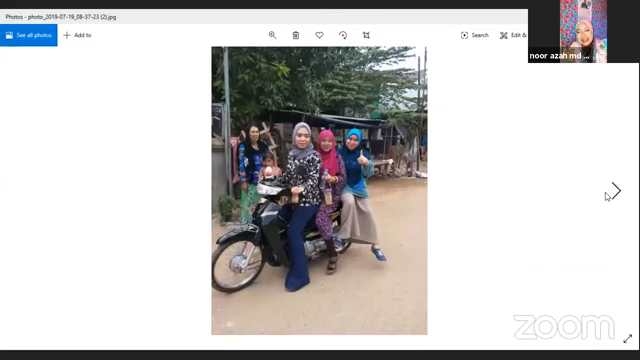 Photos - photo_2019-07-19_08-37-23 (2).jpg
See all photos
Add to
Search
Edit &
noor azah md ...
zoom